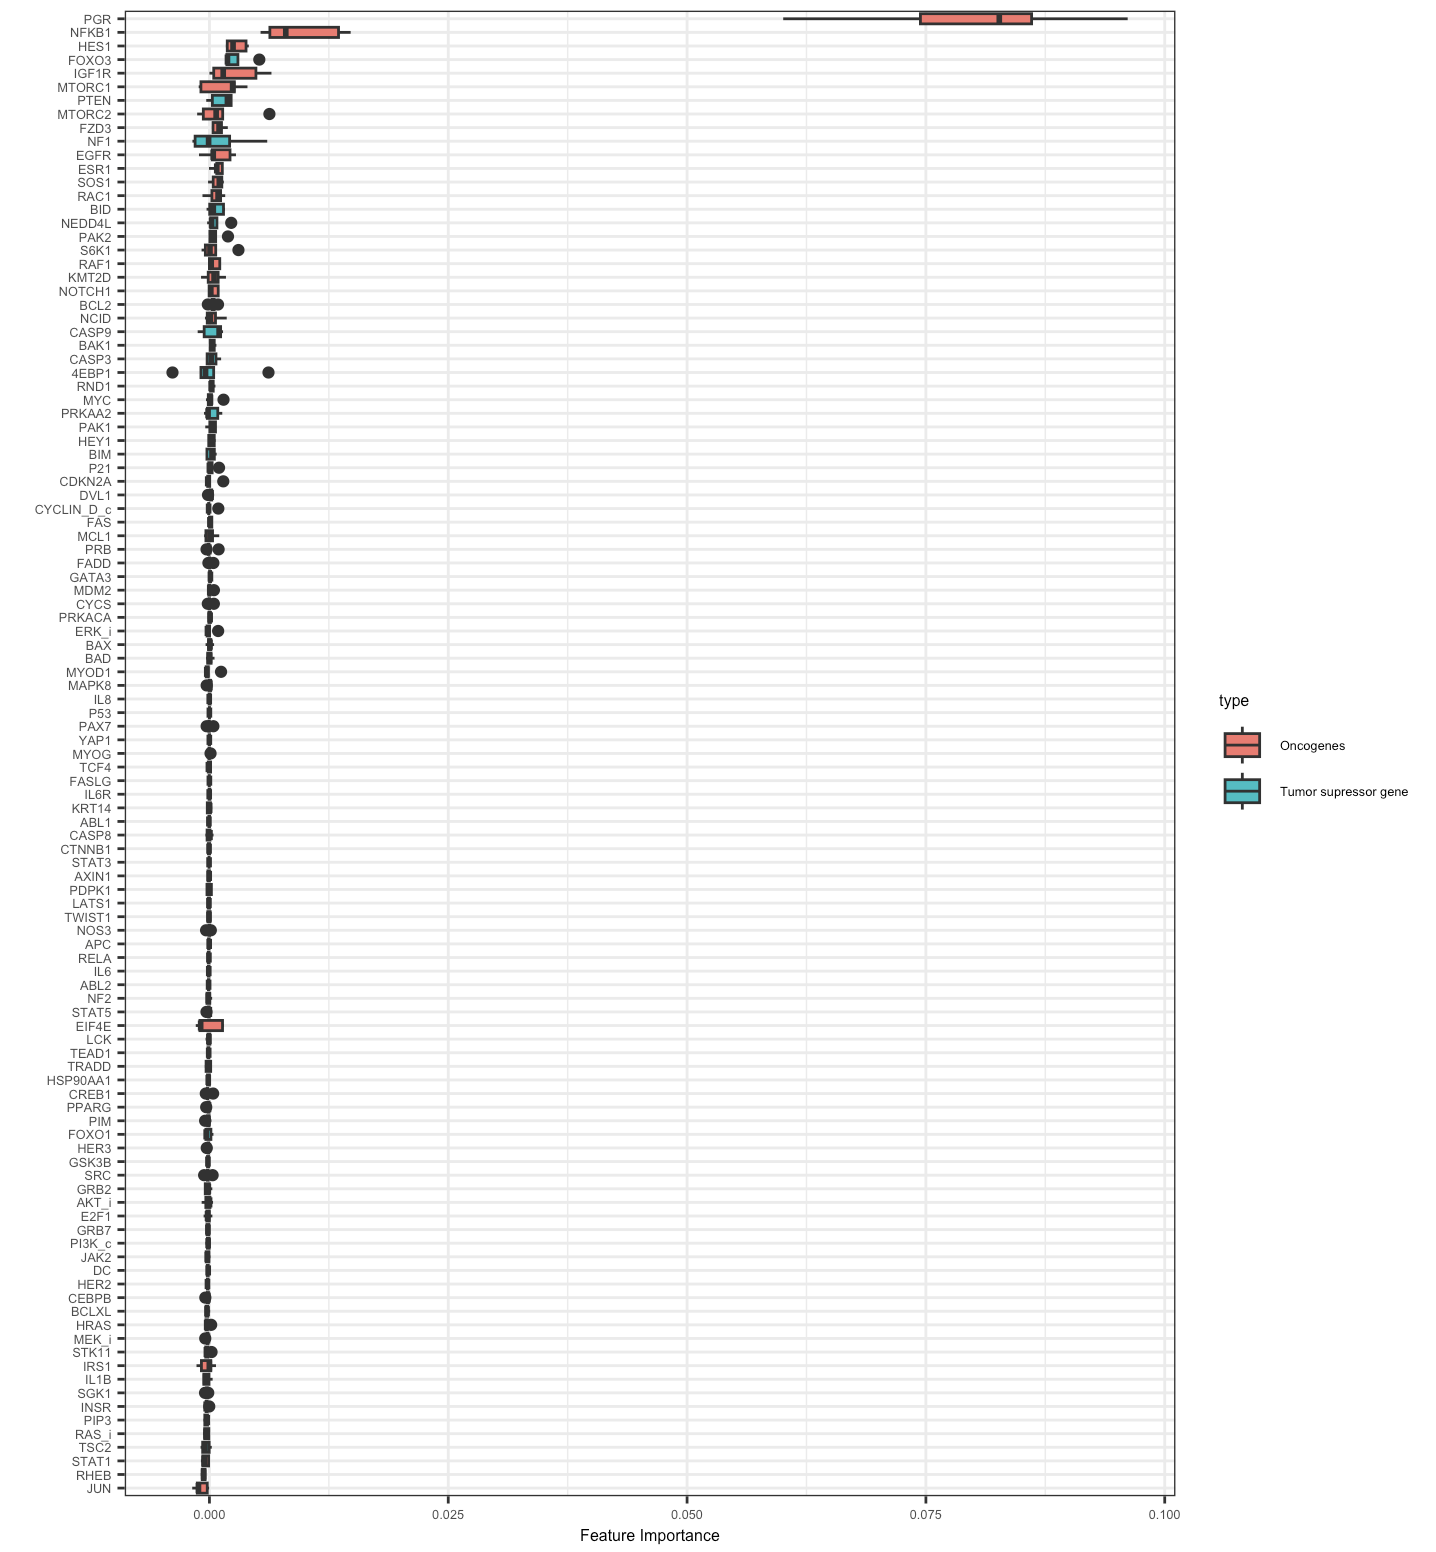 PGR
NFKB1
HES1
FOXO3
IGF1R
MTORC1
PTEN
MTORC2
FZD3
NF1
EGFR
ESR1
SOS1
RAC1
BID
NEDD4L
PAK2
S6K1
RAF1
KMT2D
NOTCH1
BCL2
NCID
CASP9
BAK1
CASP3
4EBP1
RND1
MYC
PRKAA2
PAK1
HEY1
BIM
P21
CDKN2A
DVL1
CYCLIN_D_c
FAS
MCL1
PRB
FADD
GATA3
MDM2
CYCS
PRKACA
ERK_i
BAX
BAD
MYOD1
MAPK8
IL8
P53
PAX7
YAP1
MYOG
TCF4
FASLG
IL6R
KRT14
ABL1
CASP8
CTNNB1
STAT3
AXIN1
PDPK1
LATS1
TWIST1
NOS3
APC
RELA
IL6
ABL2
NF2
STAT5
EIF4E
LCK
TEAD1
TRADD
HSP90AA1
CREB1
PPARG
PIM
FOXO1
HER3
GSK3B
SRC
GRB2
AKT_i
E2F1
GRB7
PI3K_c
JAK2
DC
HER2
CEBPB
BCLXL
HRAS
MEK_i
STK11
IRS1
IL1B
SGK1
INSR
PIP3
RAS_i
TSC2
STAT1
RHEB
JUN
0.000 0.025 0.050 0.075 0.100
Feature Importance
type
Oncogenes
Tumor supressor gene